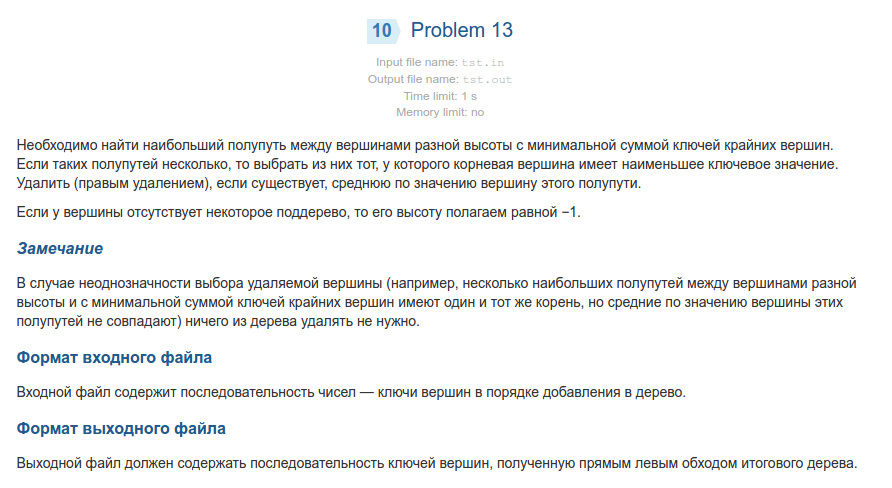 10 Problem 13
Input file name: tst.in
Output file name: tst.out
Time limit: 1 s
Memory limit: no
Необходимо найти наибольший полупуть между вершинами разной высоты с минимальной суммой ключей крайних вершин.
Если таких полупутей несколько, то выбрать из них тот, у которого корневая вершина имеет наименьшее ключевое значение.
Удалить (правым удалением), если существует, среднюю по значению вершину этого полупути.
Если у вершины отсутствует некоторое поддерево, то его высоту полагаем равной −1.
Замечание
В случае неоднозначности выбора удаляемой вершины (например, несколько наибольших полупутей между вершинами разной
высоты и с минимальной суммой ключей крайних вершин имеют один и тот же корень, но средние по значению вершины этих
полупутей не совпадают) ничего из дерева удалять не нужно.
Формат входного файла
Входной файл содержит последовательность чисел — ключи вершин в порядке добавления в дерево.
Формат выходного файла
Выходной файл должен содержать последовательность ключей вершин, полученную прямым левым обходом итогового дерева.